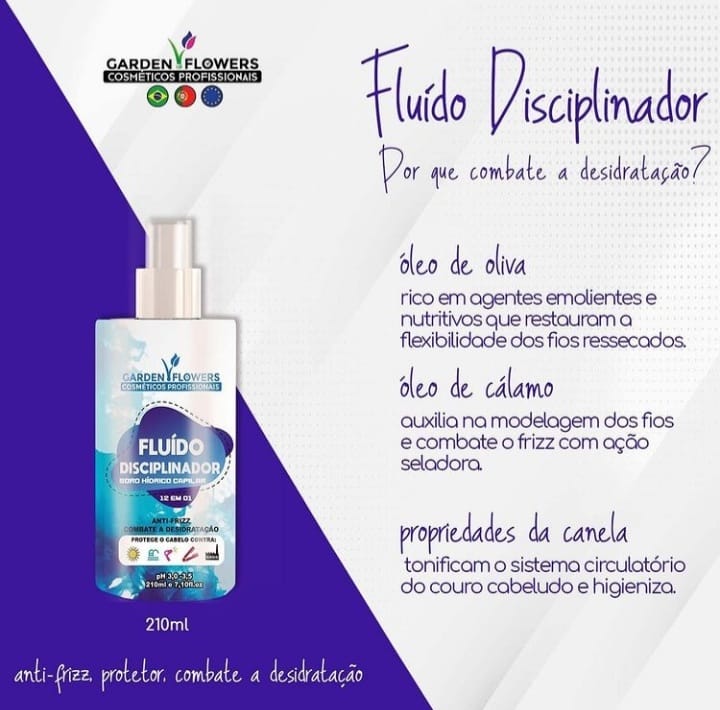 GARDEN FLOWERS
COSMÉTICOS PROFISSIONAIS
Fluído Disciplinador
Por que combate a desidratação?
óleo de oliva
rico em agentes emolientes e
nutritivos que restauram a
flexibilidade dos fios ressecados.
óleo de cálamo
auxilia na modelagem dos fios
e combate o frizz com ação
seladora.
propriedades da canela
tonificam o sistema circulatório
do couro cabeludo e higieniza.
GARDEN FLOWERS
COSMÉTICOS PROFISSIONAIS
FLUÍDO
DISCIPLINADOR
HÍDRICO CAPILAR
12 EM 01
ANTI-FRIZZ
COMBATE A DESIDRATAÇÃO
PROTEGE O CABELO CONTRA:
pH 3,0-3,5
210ml e 7,10fl.oz
210ml
anti-frizz, protetor, combate a desidratação